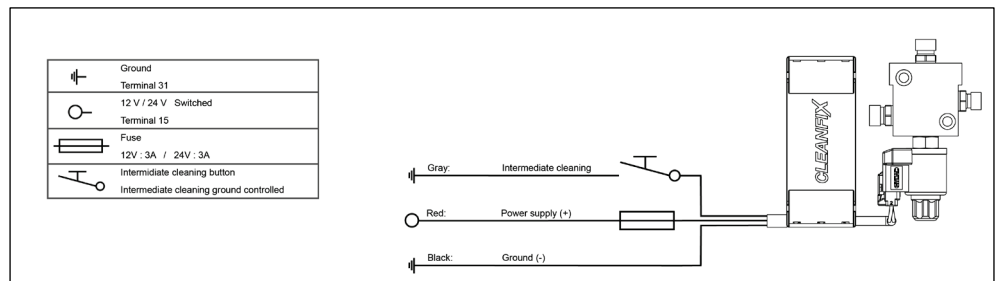 Ground
Terminal 31
12 V / 24 V Switched
Terminal 15
Fuse
12V : 3A / 24V : 3A
Intermidiate cleaning button
Intermediate cleaning ground controlled
Gray: Intermediate cleaning
Red: Power supply (+)
Black: Ground (-)
CLEANFIX